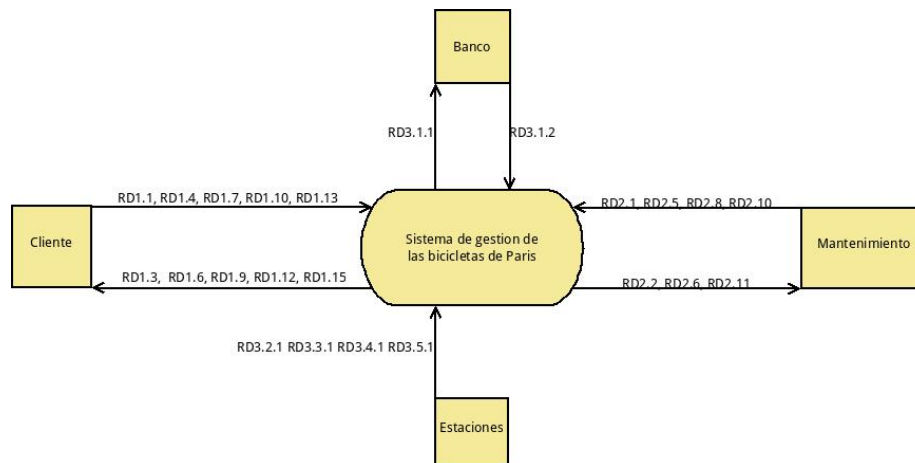 Banco
RD3.1.1
RD3.1.2
RD1.1, RD1.4, RD1.7, RD1.10, RD1.13
RD2.1, RD2.5, RD2.8, RD2.10
Cliente
Sistema de gestion de
las bicicletas de Paris
Mantenimiento
RD1.3, RD1.6, RD1.9, RD1.12, RD1.15
RD2.2, RD2.6, RD2.11
RD3.2.1 RD3.3.1 RD3.4.1 RD3.5.1
Estaciones